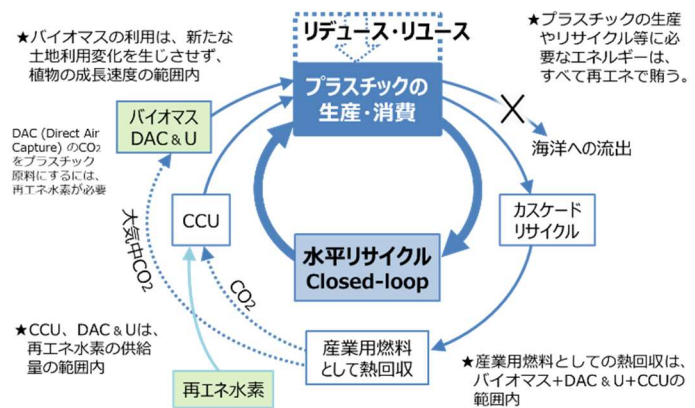 リデュース・リユース
★バイオマスの利用は、新たな
土地利用変化を生じさせず、
植物の成長速度の範囲内
★プラスチックの生産
やリサイクル等に必
要なエネルギーは、
すべて再エネで賄う。
プラスチックの
生産・消費
バイオマス
DAC＆U
海洋への流出
DAC (Direct Air
Capture) のCO2
をプラスチック
原料にするには、
再エネ水素が必要
CCU
カスケード
リサイクル
水平リサイクル
Closed-loop
大気中CO2
CO2
★CCU、DAC＆Uは、
再エネ水素の供給
量の範囲内
産業用燃料
として熱回収
再エネ水素
★産業用燃料としての熱回収は、
バイオマス+DAC＆U+CCUの
範囲内